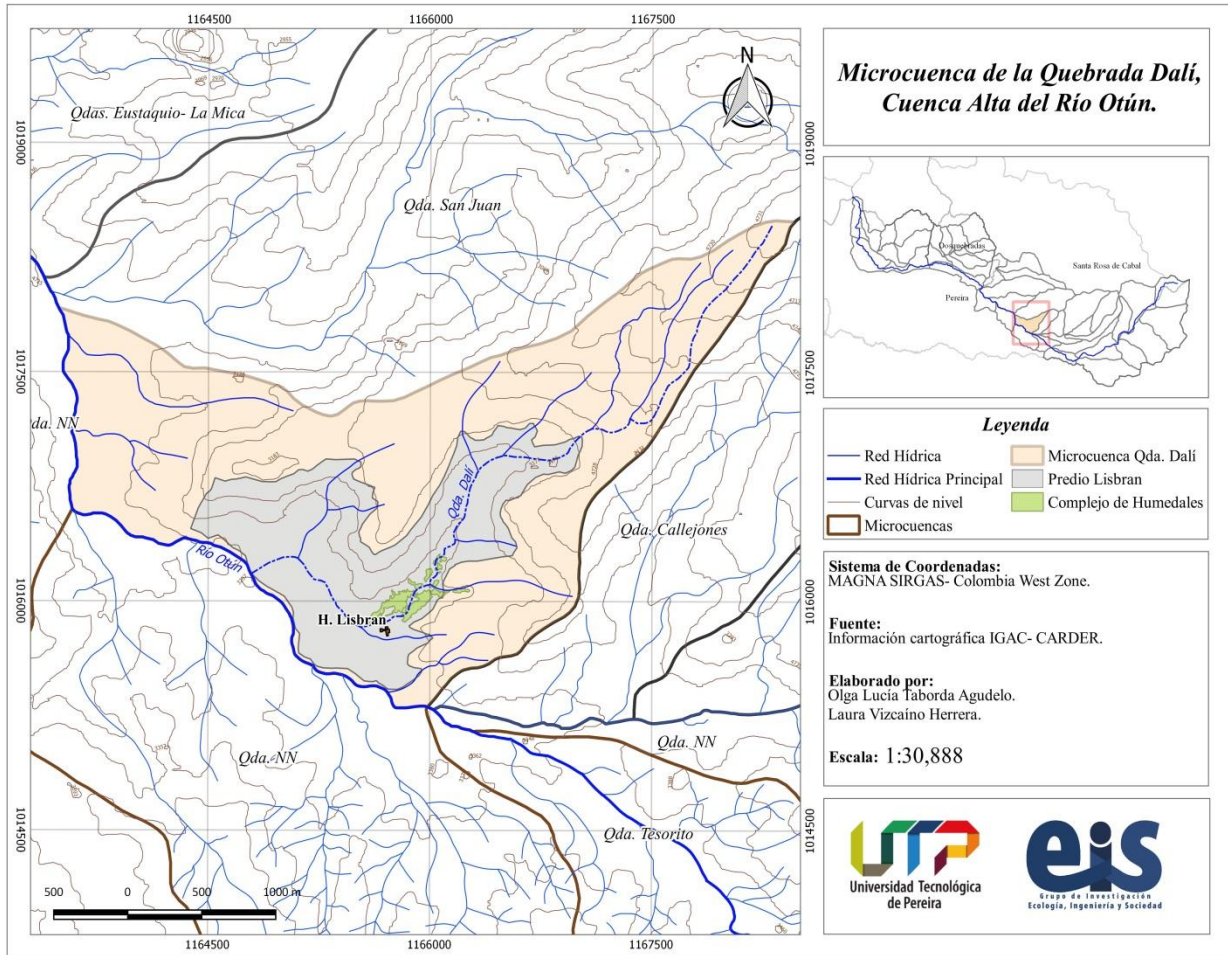 1164500
1166000
1167500
N
Qdas. Eustaquio- La Mica
1019000
1019000
Qda. San Juan
1017500
1017500
da. NN
Qda. Dalí
Qda. Callejones
Río Otún
1016000
1016000
H. Lisbran
Qda. NN
Qda. NN
Qda. Tesorito
1014500
1014500
500
0
500
1000 m
1164500
1166000
1167500
Microcuenca de la Quebrada Dalí,
Cuenca Alta del Río Otún.
Dosquebradas
Santa Rosa de Cabal
Pereira
Leyenda
Red Hídrica
Red Hídrica Principal
Curvas de nivel
Microcuencas
Microcuenca Qda. Dalí
Predio Lisbran
Complejo de Humedales
Sistema de Coordenadas:
MAGNA SIRGAS- Colombia West Zone.
Fuente:
Información cartográfica IGAC- CARDER.
Elaborado por:
Olga Lucía Taborda Agudelo.
Laura Vizcaíno Herrera.
Escala: 1:30,888
UTP
Universidad Tecnológica
de Pereira
eis
Grupo de Investigación
Ecología, Ingeniería y Sociedad